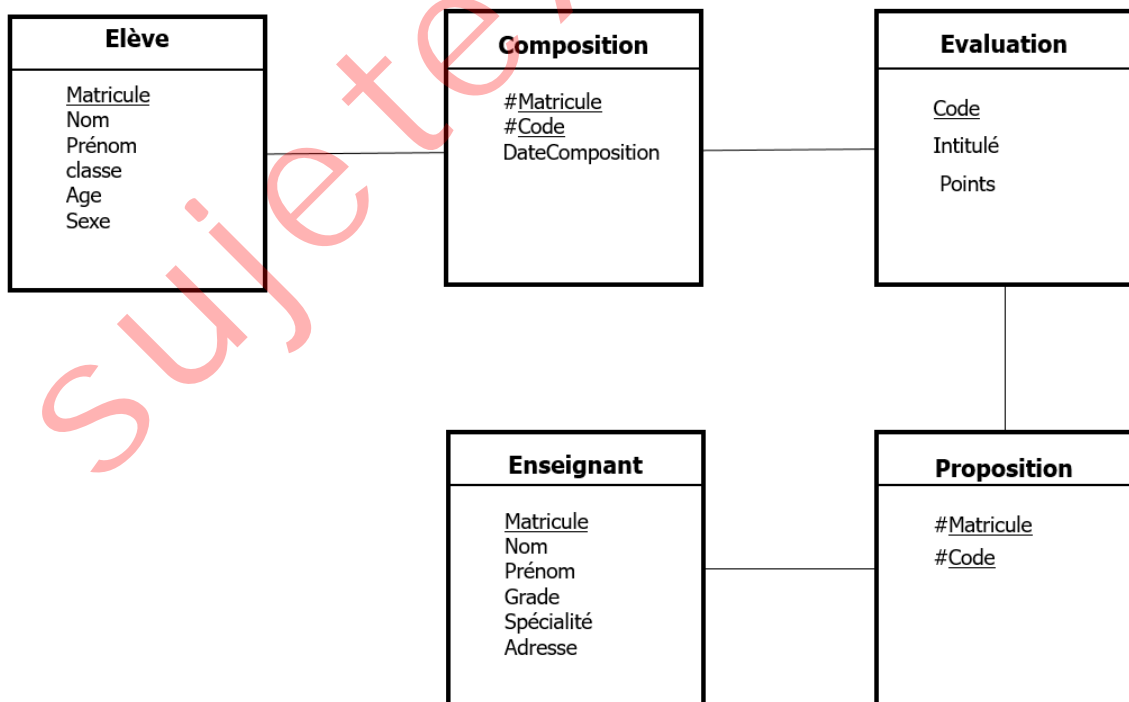 Elève
Matricule
Nom
Prénom
classe
Age
Sexe
Composition
#Matricule
#Code
DateComposition
Evaluation
Code
Intitulé
Points
Enseignant
Matricule
Nom
Prénom
Grade
Spécialité
Adresse
Proposition
#Matricule
#Code
sujete